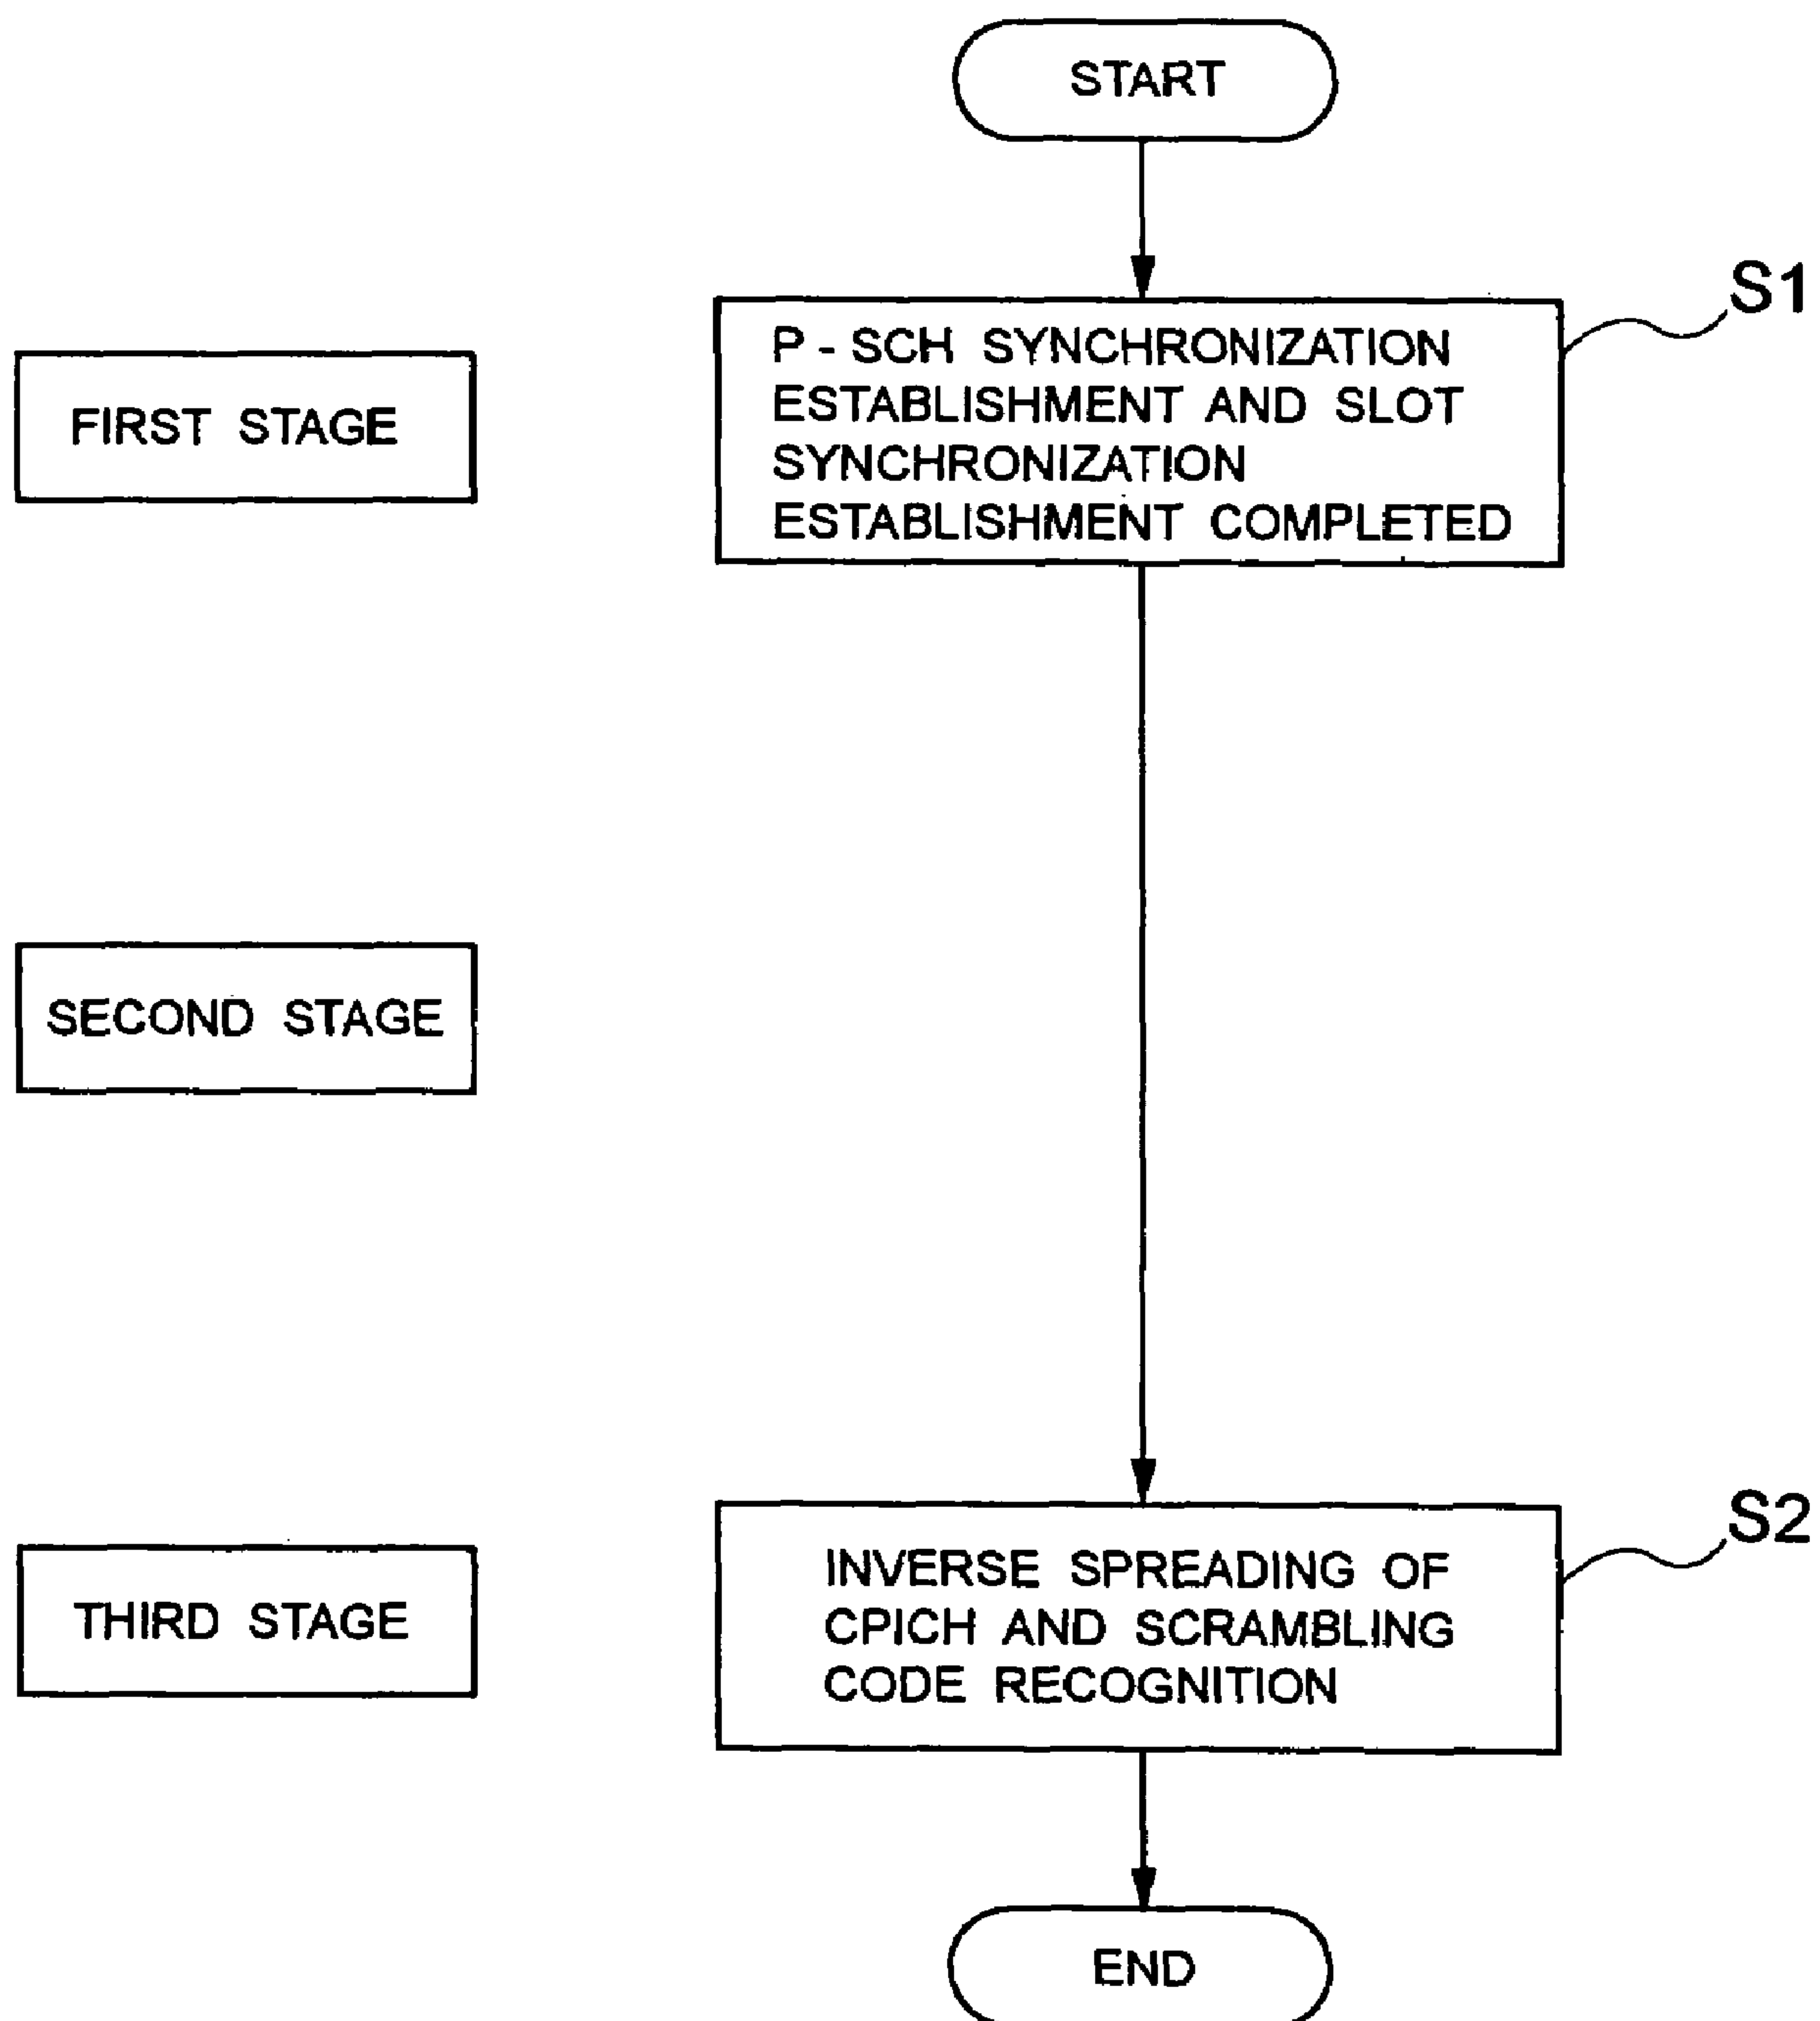 START
S1
FIRST STAGE
P - SCH SYNCHRONIZATION
ESTABLISHMENT AND SLOT
SYNCHRONIZATION
ESTABLISHMENT COMPLETED
SECOND STAGE
S2
THIRD STAGE
INVERSE SPREADING OF
CPICH AND SCRAMBLING
CODE RECOGNITION
END